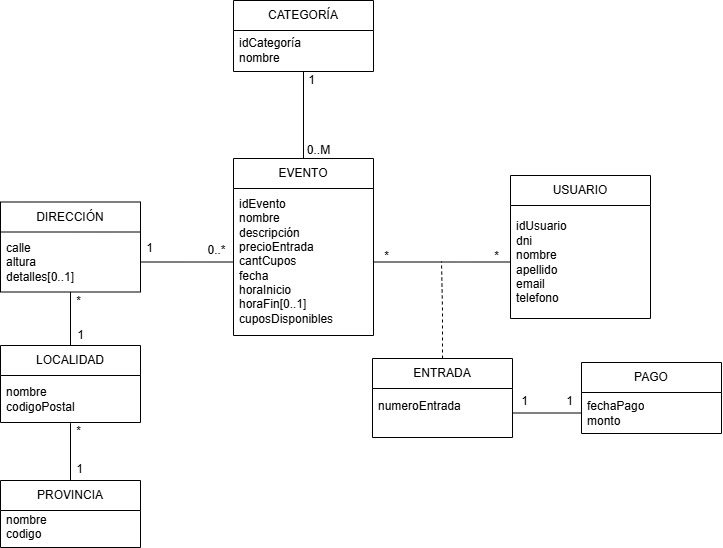 CATEGORÍA
idCategoría
nombre
1
0..M
EVENTO
idEvento
nombre
descripción
precioEntrada
cantCupos
fecha
horaInicio
horaFin[0..1]
cuposDisponibles
USUARIO
idUsuario
dni
nombre
apellido
email
telefono
*
*
DIRECCIÓN
calle
altura
detalles[0..1]
1
0..*
*
1
LOCALIDAD
nombre
codigoPostal
*
1
PROVINCIA
nombre
codigo
ENTRADA
numeroEntrada
1
1
PAGO
fechaPago
monto